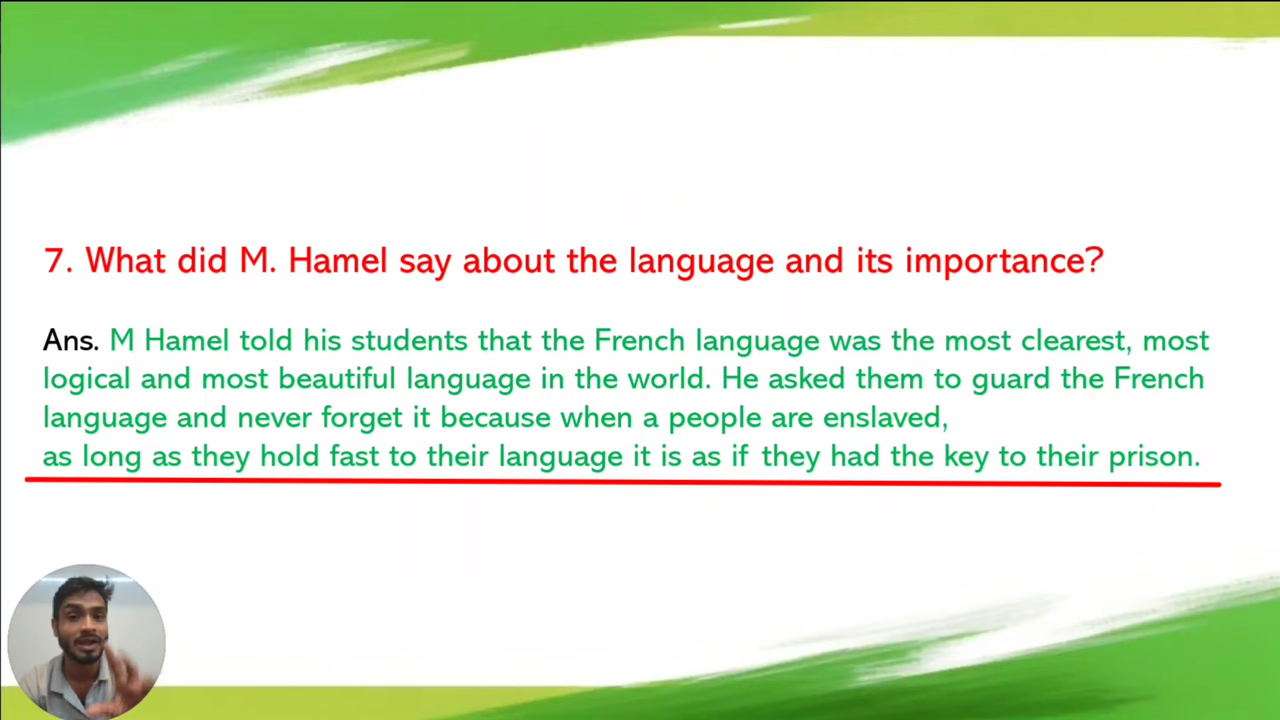 7. What did M. Hamel say about the language and its importance?
Ans. M Hamel told his students that the French language was the most clearest, most
logical and most beautiful language in the world. He asked them to guard the French
language and never forget it because when a people are enslaved,
as long as they hold fast to their language it is as if they had the key to their prison.